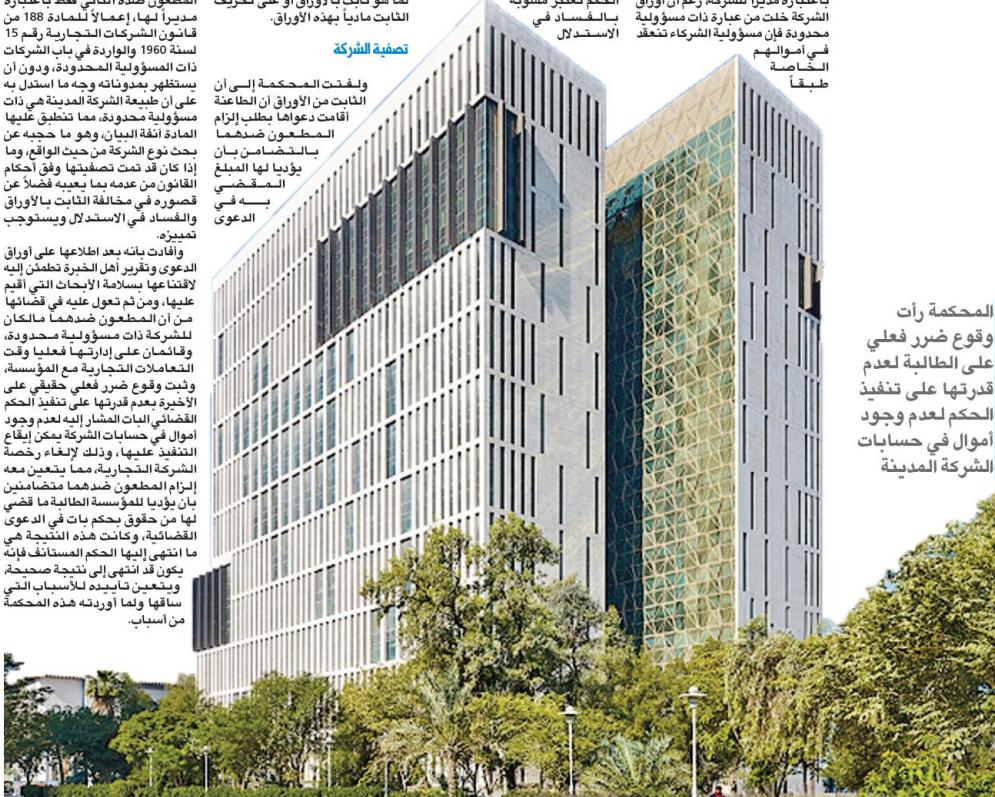 باعتباره مديراً للشركة، رغم أن أوراق
الشركة خلت من عبارة ذات مسؤولية
محدودة فإن مسؤولية الشركاء تنعقد
في أموالهم
الخاصة
طبقاً
الحكم تعتبر مشوبة
بالفساد في
الاستدلال
لما هو ثابت بالأوراق أو على تحريف
الثابت مادياً بهذه الأوراق.
تصفية الشركة
ولفتت المحكمة إلى أن
الثابت من الأوراق أن الطاعنة
أقامت دعواها بطلب إلزام
المطعون ضدهما
بالتضامن بأن
يؤديا لها المبلغ
المقضي
به في
الدعوى
المطعون ضده الثاني فقط باعتباره
مديراً لها، إعمالاً للمادة 188 من
قانون الشركات التجارية رقم 15
لسنة 1960 والواردة في باب الشركات
ذات المسؤولية المحدودة، ودون أن
يستظهر بمدوناته وجه ما استدل به
على أن طبيعة الشركة المدينة هي ذات
مسؤولية محدودة، مما تنطبق عليها
المادة آنفة البيان، وهو ما حجبه عن
بحث نوع الشركة من حيث الواقع، وما
إذا كان قد تمت تصفيتها وفق أحكام
القانون من عدمه بما يعيبه فضلاً عن
قصوره في مخالفة الثابت بالأوراق
والفساد في الاستدلال ويستوجب
تمييزه.
وأفادت بأنه بعد اطلاعها على أوراق
الدعوى وتقرير أهل الخبرة تطمئن إليه
لاقتناعها بسلامة الأبحاث التي أقيم
عليها، ومن ثم تعول عليه في قضائها
من أن المطعون ضدهما مالكان
للشركة ذات مسؤولية محدودة،
وقائمان على إدارتها فعليا وقت
التعاملات التجارية مع المؤسسة،
وثبت وقوع ضرر فعلي حقيقي على
الأخيرة بعدم قدرتها على تنفيذ الحكم
القضائي البات المشار إليه لعدم وجود
أموال في حسابات الشركة يمكن إيقاع
التنفيذ عليها، وذلك لإلغاء رخصة
الشركة التجارية، مما يتعين معه
إلزام المطعون ضدهما متضامنين
بأن يؤديا للمؤسسة الطالبة ما قضي
لها من حقوق بحكم بات في الدعوى
القضائية، وكانت هذه النتيجة هي
ما انتهى إليها الحكم المستأنف فإنه
يكون قد انتهى إلى نتيجة صحيحة،
ويتعين تأييده للأسباب التي
ساقها ولما أوردته هذه المحكمة
من أسباب.
المحكمة رأت
وقوع ضرر فعلي
على الطالبة لعدم
قدرتها على تنفيذ
الحكم لعدم وجود
أموال في حسابات
الشركة المدينة